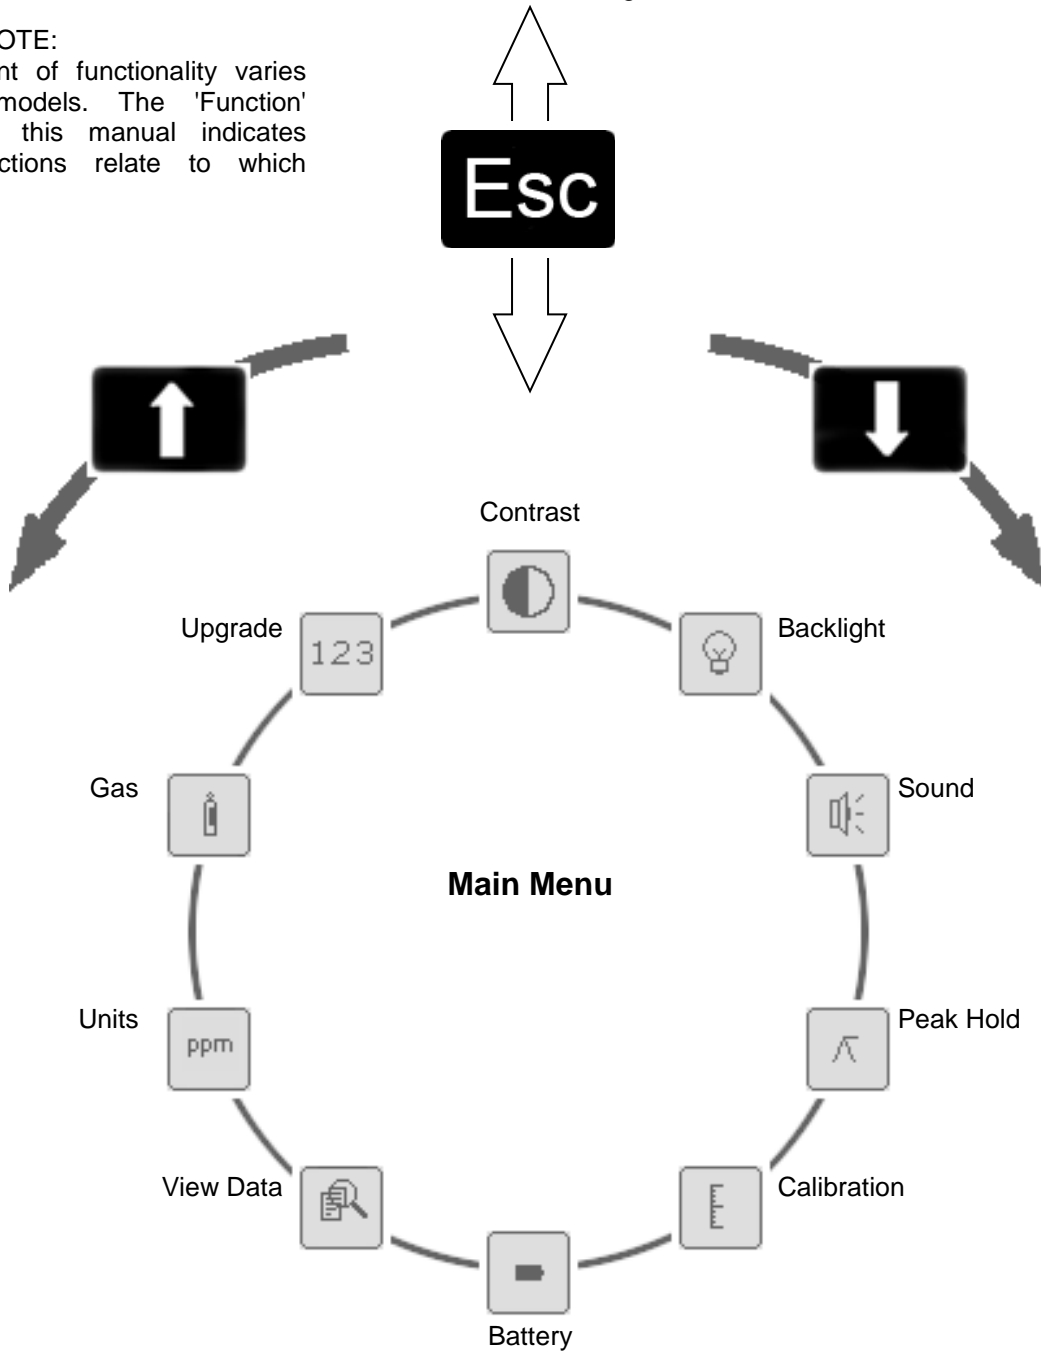 OTE:
nt of functionality varies
models. The 'Function'
this manual indicates
ctions relate to which
Esc
Contrast
Upgrade
123
Backlight
Gas
Sound
Main Menu
Units
ppm
Peak Hold
View Data
Calibration
Battery